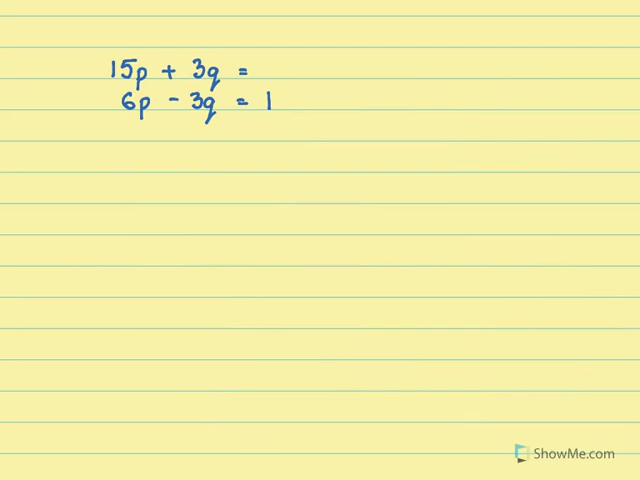 15p + 3q =
6p - 3q = 1
ShowMe.com